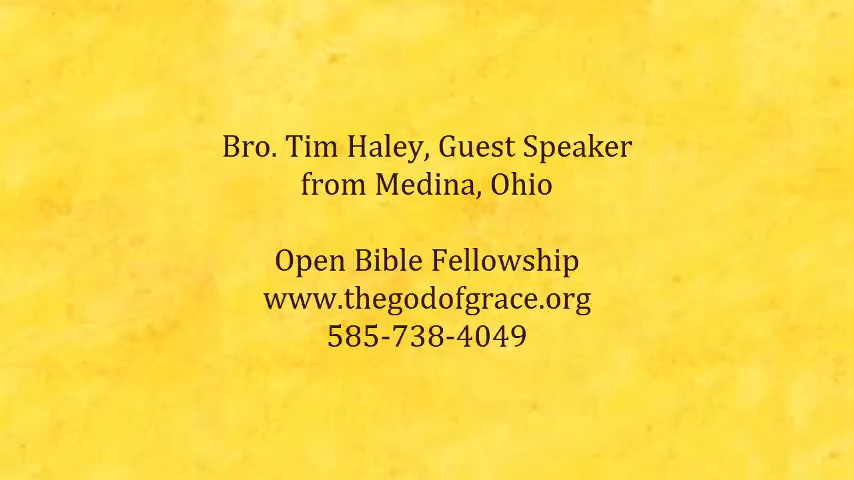 Bro. Tim Haley, Guest Speaker
from Medina, Ohio
Open Bible Fellowship
www.thegodofgrace.org
585-738-4049